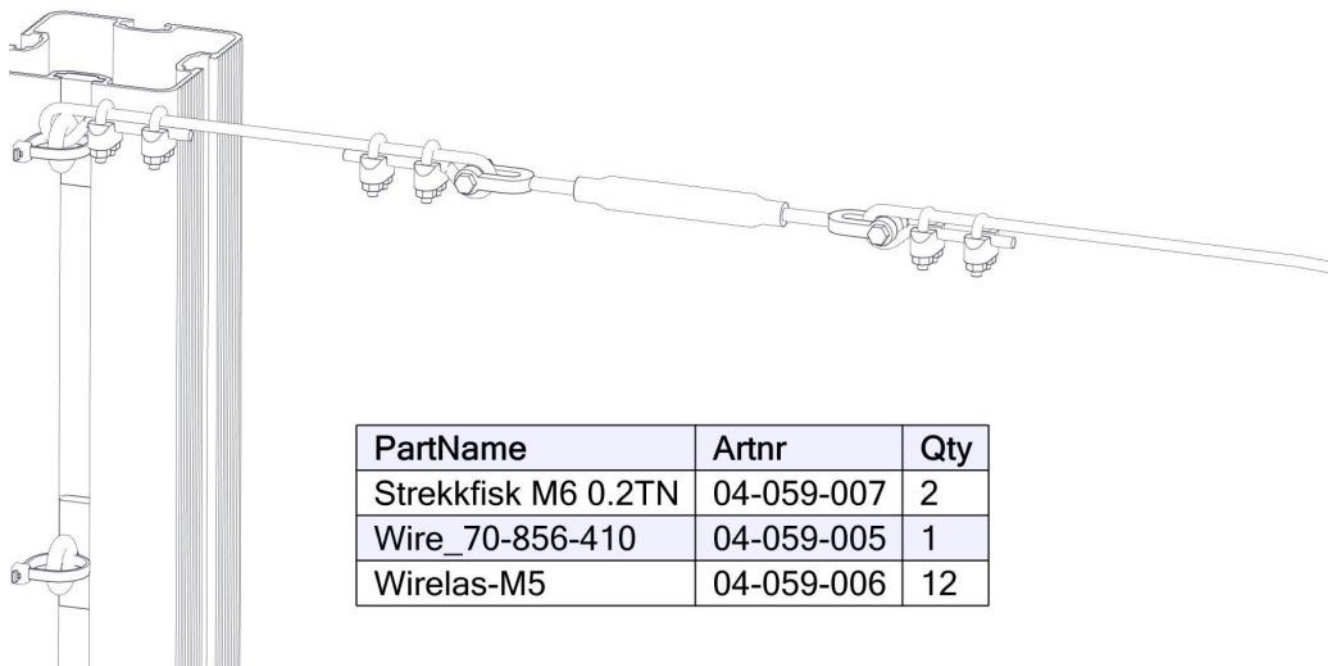 PartName Artnr Qty
Strekkfisk M6 0.2TN 04-059-007 2
Wire_70-856-410 04-059-005 1
Wirelas-M5 04-059-006 12